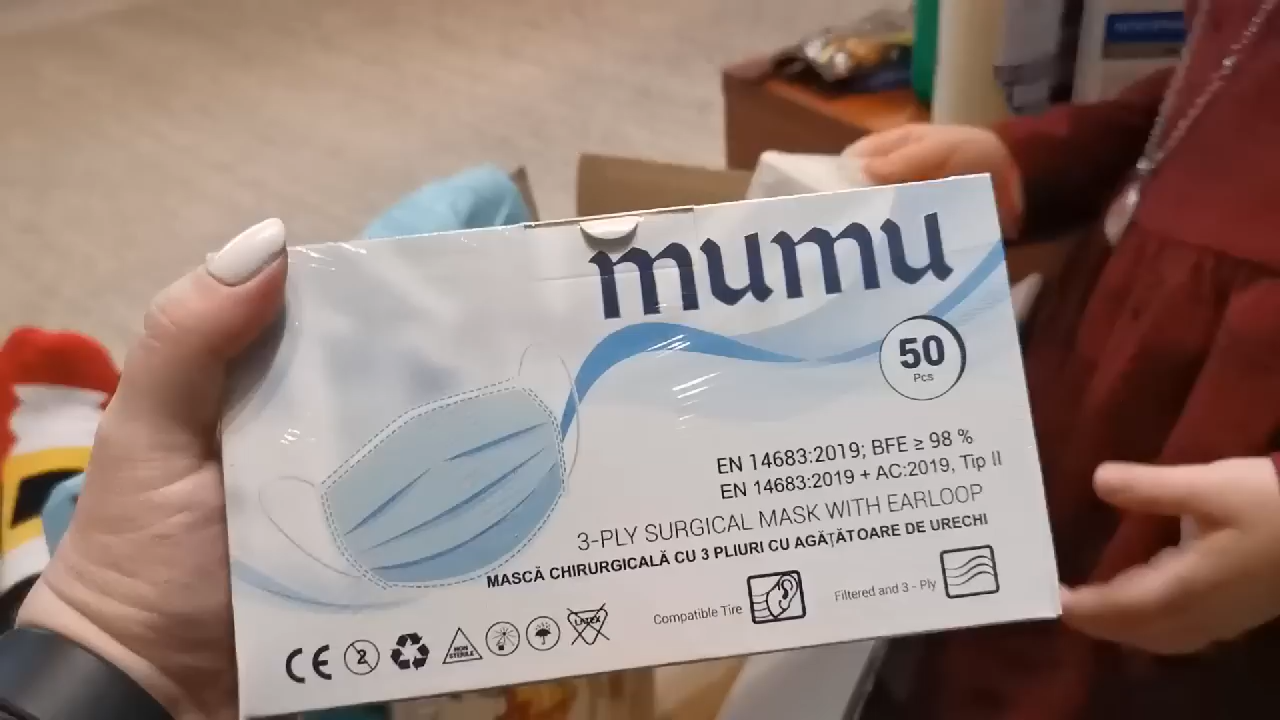 mumu
50
Pcs
EN 14683:2019; BFE ≥ 98 %
EN 14683:2019 + AC:2019, Tip II
3-PLY SURGICAL MASK WITH EARLOOP
MASCĂ CHIRURGICALĂ CU 3 PLIURI CU AGĂȚĂTOARE DE URECHI
Compatible Tire
Filtered and 3 - Ply
CE
2
NON
STERILE
LATEX